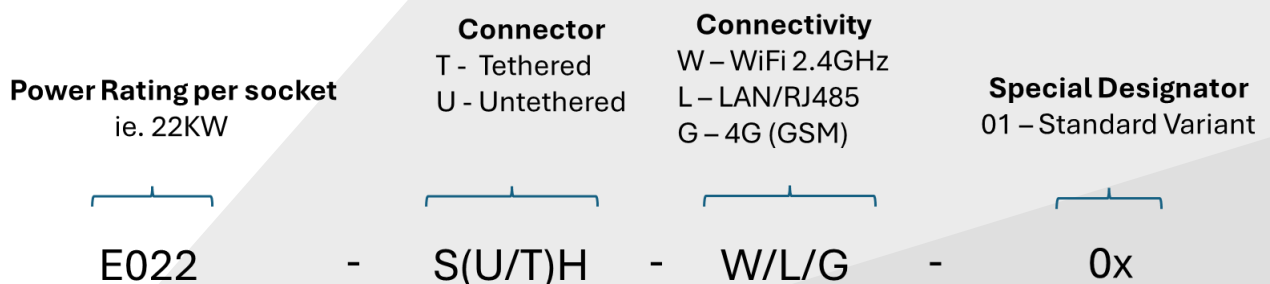 Power Rating per socket
ie. 22KW
Connector
T - Tethered
U - Untethered
Connectivity
W – WiFi 2.4GHz
L – LAN/RJ485
G – 4G (GSM)
Special Designator
01 – Standard Variant
E022 - S(U/T)H - W/L/G - 0x